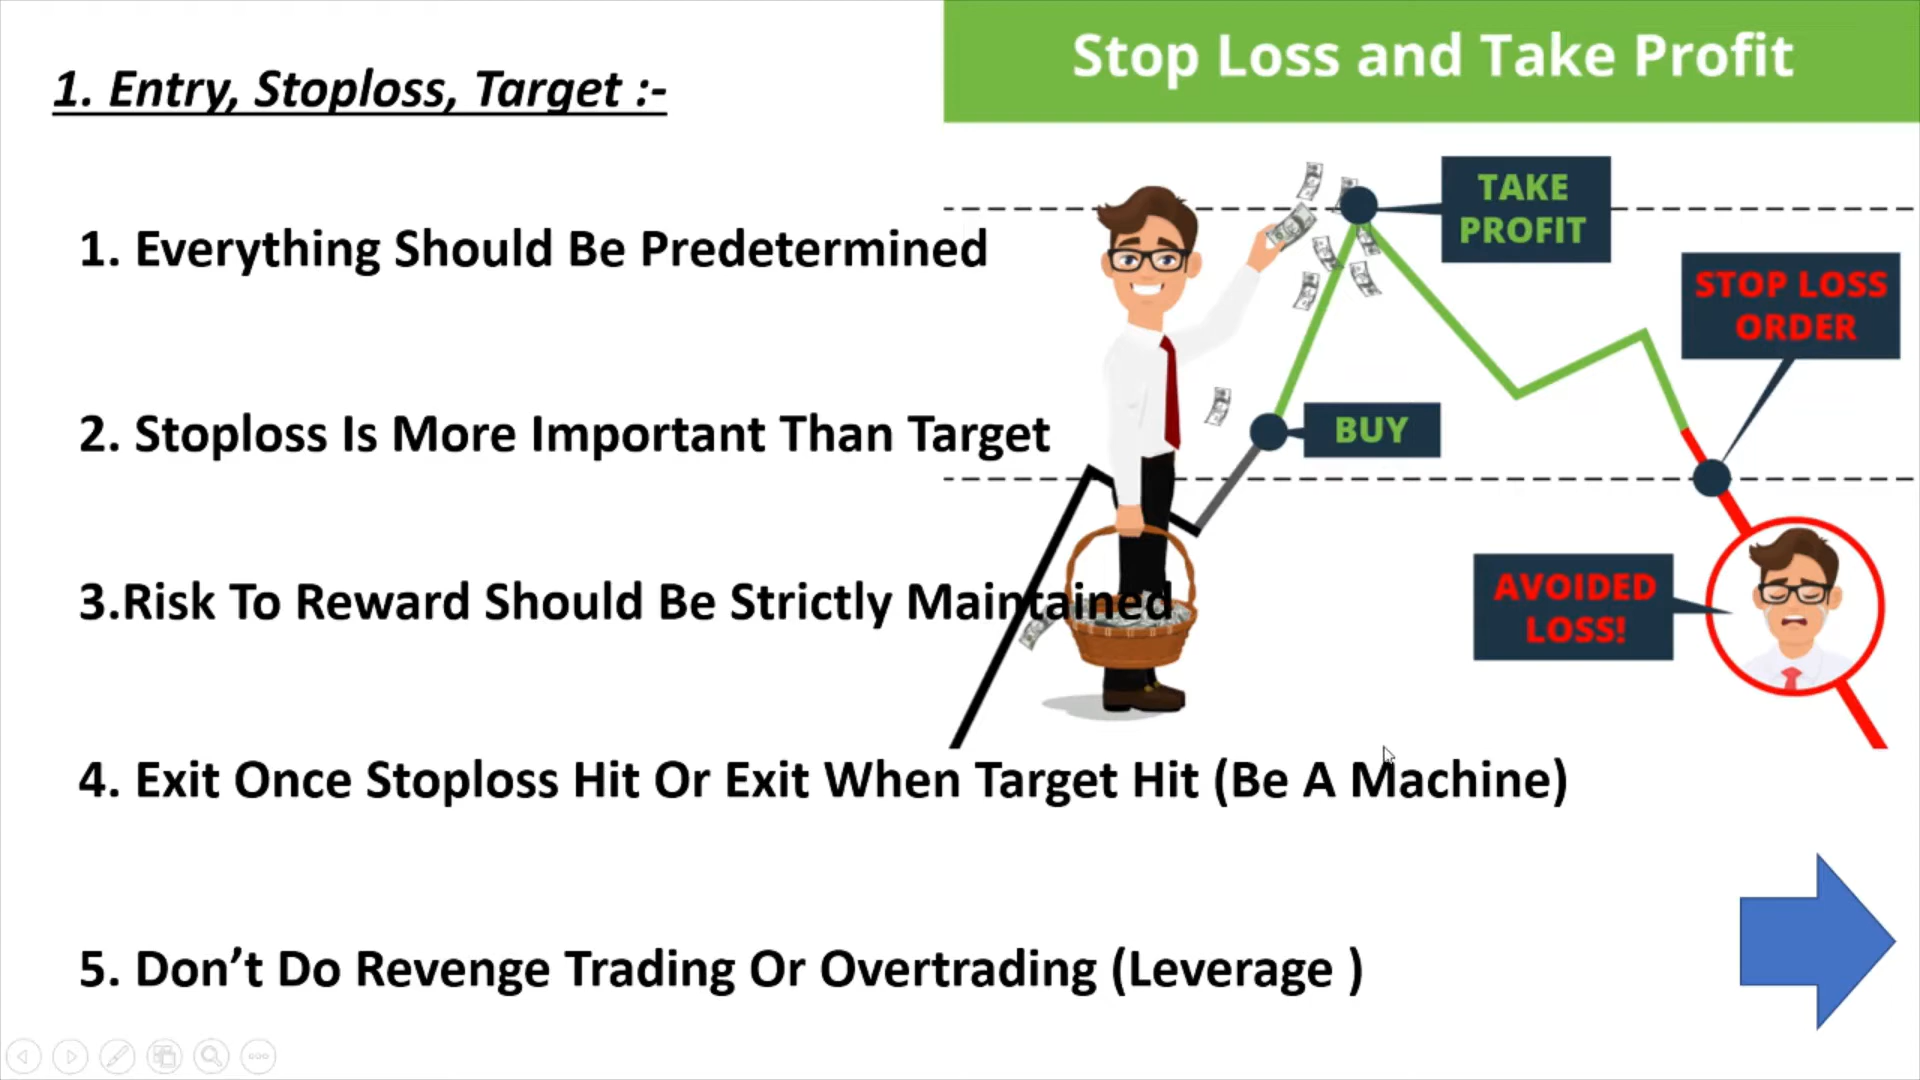 Stop Loss and Take Profit
1. Entry, Stoploss, Target :-
TAKE
PROFIT
1. Everything Should Be Predetermined
STOP LOSS
ORDER
2. Stoploss Is More Important Than Target
BUY
3.Risk To Reward Should Be Strictly Maintained
AVOIDED
LOSS!
4. Exit Once Stoploss Hit Or Exit When Target Hit (Be A Machine)
5. Don’t Do Revenge Trading Or Overtrading (Leverage )